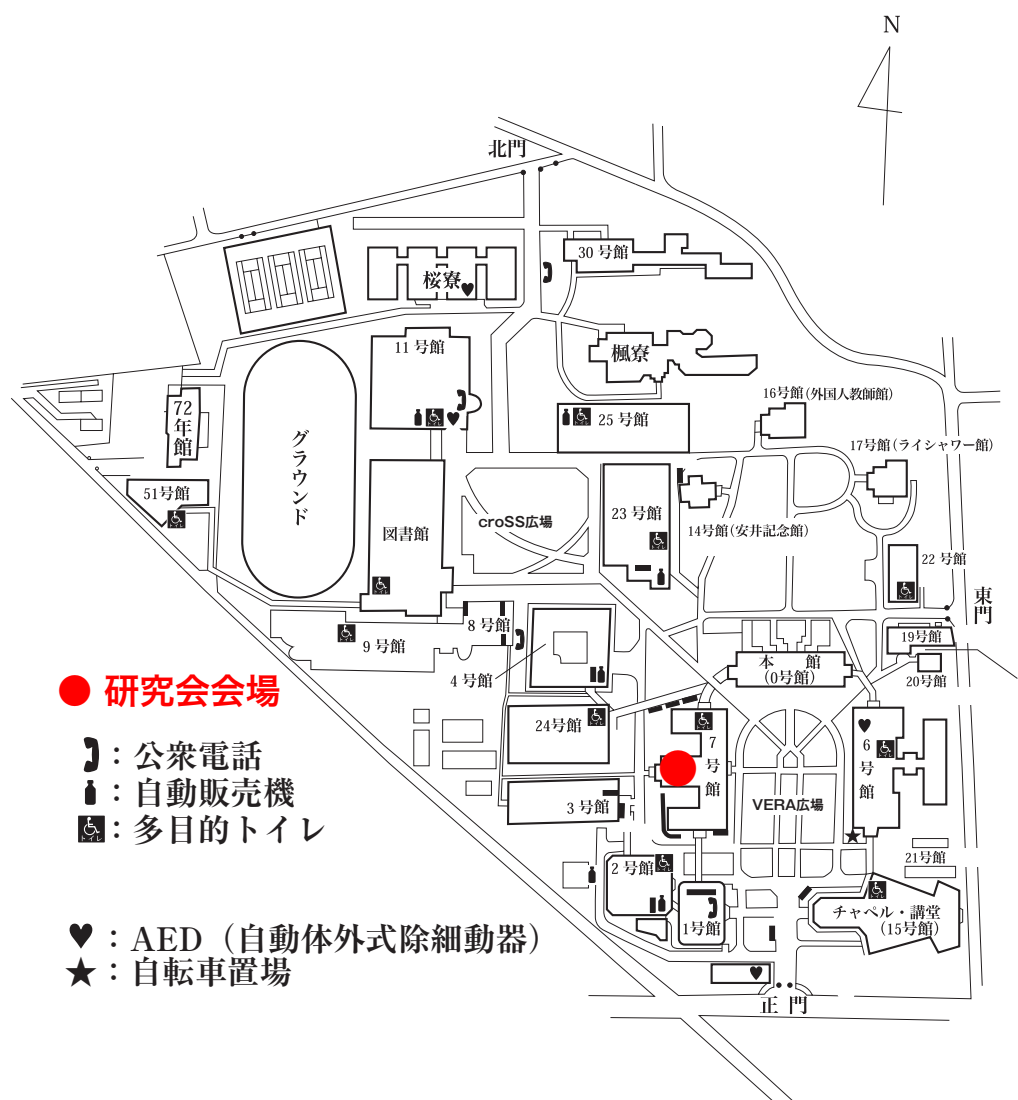 N
北門
30 号館
桜寮
11 号館
楓寮
16号館(外国人教師館)
72
年
館
25 号館
グラウンド
17号館(ライシャワー館)
51号館
23 号館
croSS広場
図書館
14号館(安井記念館)
22 号館
東門
8 号館
19号館
9 号館
本 館
(0号館)
4 号館
20号館
研究会会場
24号館
7号館
6号館
：公衆電話
：自動販売機
トイレ：多目的トイレ
3 号館
VERA広場
21号館
2 号館
チャペル・講堂
(15号館)
1号館
：AED（自動体外式除細動器）
：自転車置場
正 門